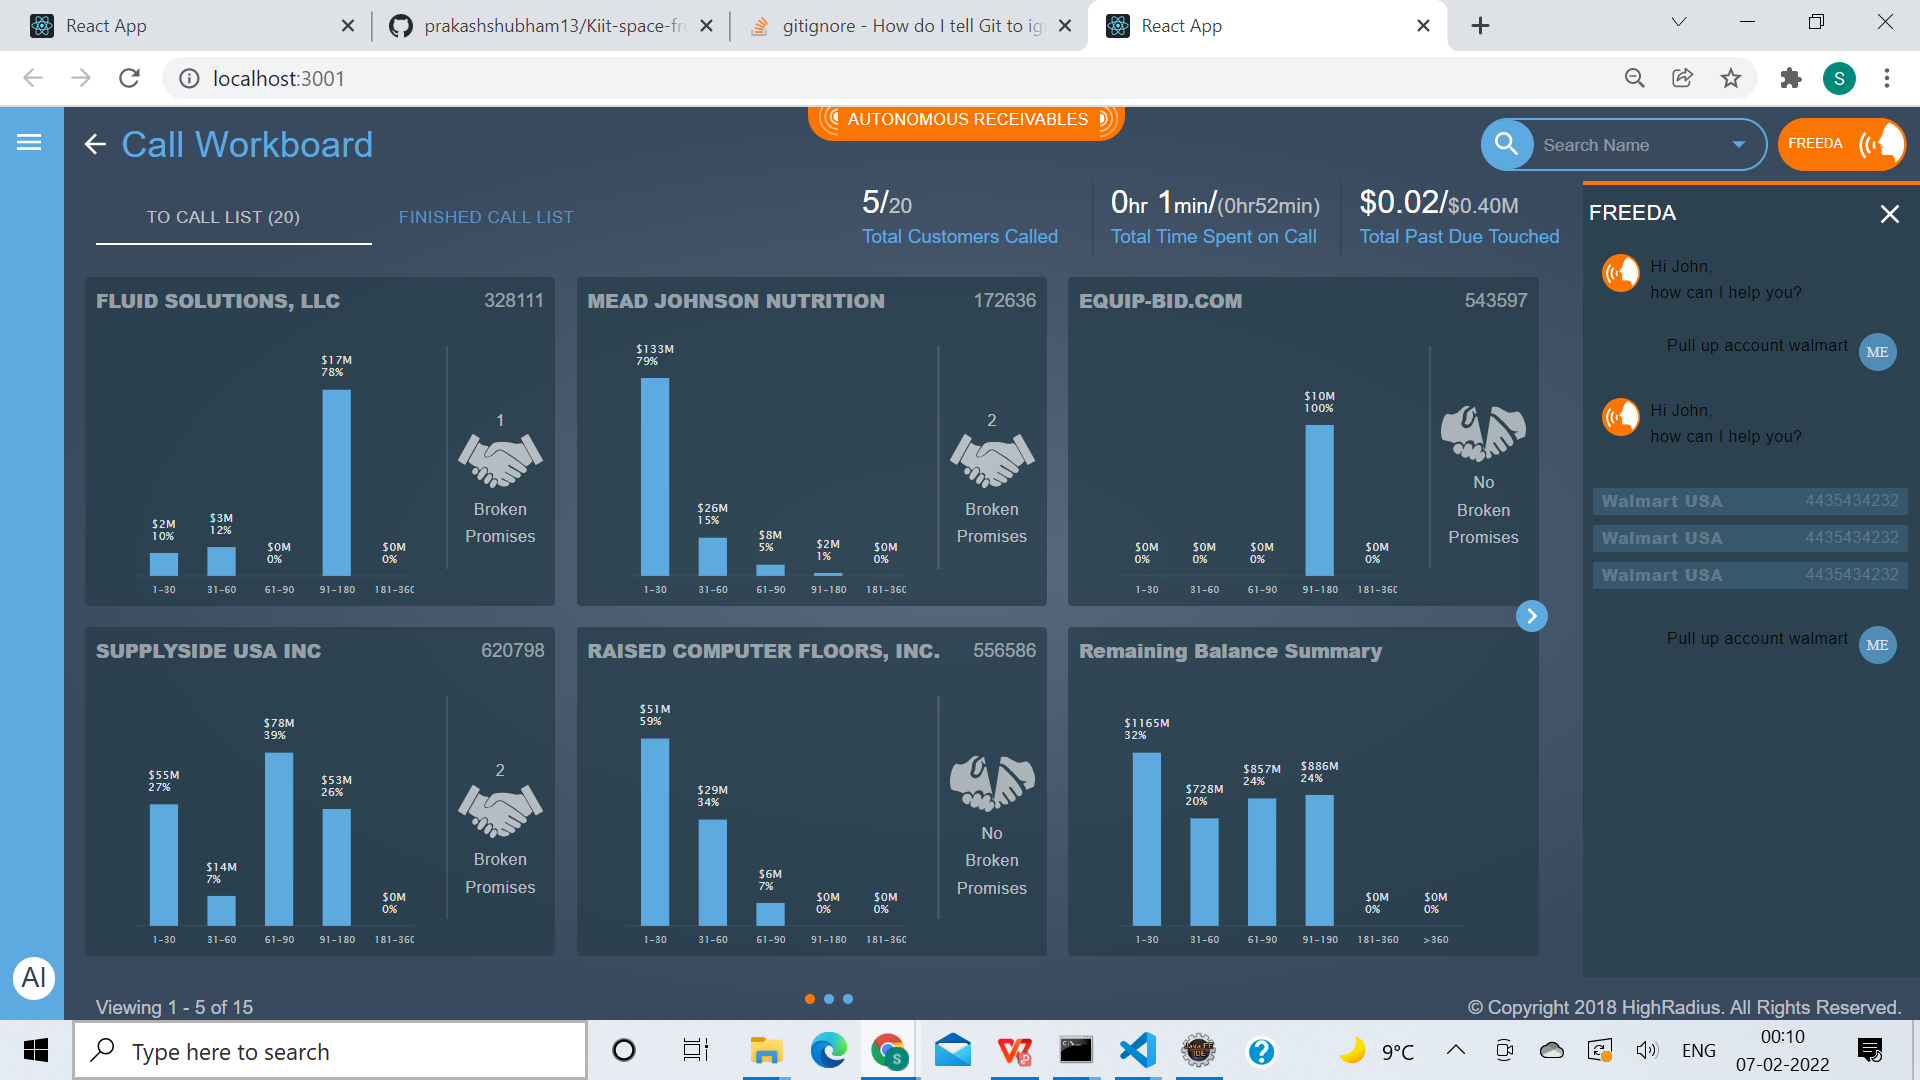 React App
prakashshubham13/Kiit-space-fr
gitignore - How do I tell Git to ig
React App
localhost:3001
S
AUTONOMOUS RECEIVABLES
Call Workboard
Search Name
FREEDA
TO CALL LIST (20)
FINISHED CALL LIST
5/20
Total Customers Called
0hr 1min/(0hr52min)
Total Time Spent on Call
$0.02/$0.40M
Total Past Due Touched
FLUID SOLUTIONS, LLC 328111
$2M
10%
$3M
12%
$0M
0%
$17M
78%
$0M
0%
1-30 31-60 61-90 91-180 181-360
1
Broken
Promises
MEAD JOHNSON NUTRITION 172636
$133M
79%
$26M
15%
$8M
5%
$2M
1%
$0M
0%
1-30 31-60 61-90 91-180 181-360
2
Broken
Promises
EQUIP-BID.COM 543597
$0M
0%
$0M
0%
$0M
0%
$10M
100%
$0M
0%
1-30 31-60 61-90 91-180 181-360
No
Broken
Promises
SUPPLYSIDE USA INC 620798
$55M
27%
$14M
7%
$78M
39%
$53M
26%
$0M
0%
1-30 31-60 61-90 91-180 181-360
2
Broken
Promises
RAISED COMPUTER FLOORS, INC. 556586
$51M
59%
$29M
34%
$6M
7%
$0M
0%
$0M
0%
1-30 31-60 61-90 91-180 181-360
No
Broken
Promises
Remaining Balance Summary
$1165M
32%
$728M
20%
$857M
24%
$886M
24%
$0M
0%
$0M
0%
1-30 31-60 61-90 91-190 181-360 >360
FREEDA
Hi John,
how can I help you?
Pull up account walmart
ME
Hi John,
how can I help you?
Walmart USA 4435434232
Walmart USA 4435434232
Walmart USA 4435434232
Pull up account walmart
ME
AI
Viewing 1 - 5 of 15
© Copyright 2018 HighRadius. All Rights Reserved.
Type here to search
S
Java EE
IDE
9°C
ENG
00:10
07-02-2022